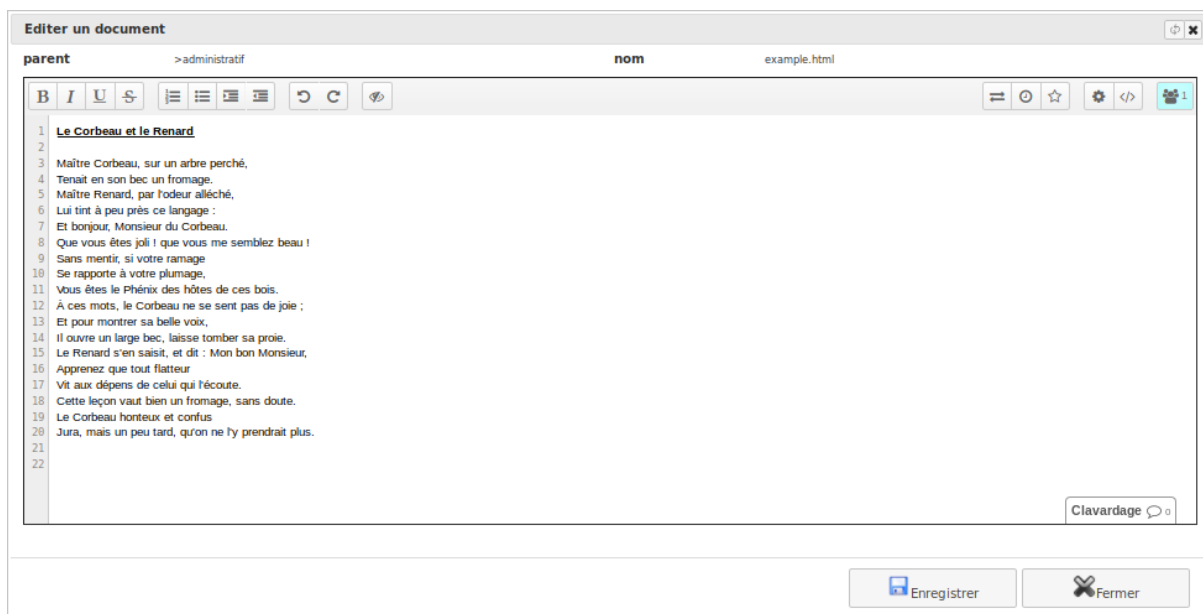 Editer un document
parent >administratif nom example.html
B I U S </> 1
1 Le Corbeau et le Renard
2
3 Maître Corbeau, sur un arbre perché,
4 Tenait en son bec un fromage.
5 Maître Renard, par l'odeur alléché,
6 Lui tint à peu près ce langage :
7 Et bonjour, Monsieur du Corbeau.
8 Que vous êtes joli ! que vous me semblez beau !
9 Sans mentir, si votre ramage
10 Se rapporte à votre plumage,
11 Vous êtes le Phénix des hôtes de ces bois.
12 À ces mots, le Corbeau ne se sent pas de joie ;
13 Et pour montrer sa belle voix,
14 Il ouvre un large bec, laisse tomber sa proie.
15 Le Renard s'en saisit, et dit : Mon bon Monsieur,
16 Apprenez que tout flatteur
17 Vit aux dépens de celui qui l'écoute.
18 Cette leçon vaut bien un fromage, sans doute.
19 Le Corbeau honteux et confus
20 Jura, mais un peu tard, qu'on ne l'y prendrait plus.
21
22
Clavardage 0
Enregistrer Fermer